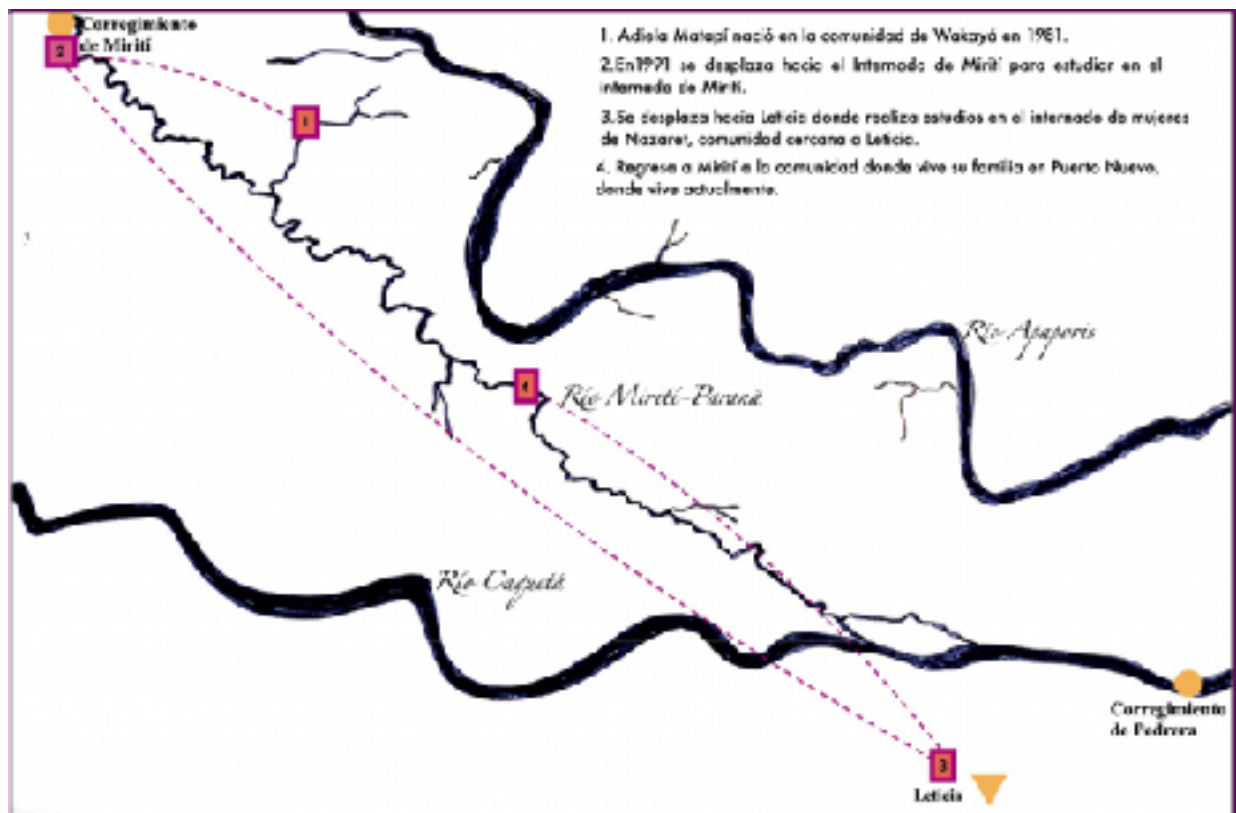 Corregimiento
de Mirití
2
1. Adiela Matapí nació en la comunidad de Wakayá en 1981.
2.En1991 se desplaza hacia el Internado de Mirití para estudiar en el
internado de Mirití.
3.Se desplaza hacia Leticia donde realiza estudios en el internado de mujeres
de Nazaret, comunidad cercana a Leticia.
4. Regresa a Mirití a la comunidad donde vive su familia en Puerto Nuevo,
donde vive actualmente.
1
Río Apaporis
4
Río Miriti-Paraná
Río Caquetá
Corregimiento
de Pedrera
3
Leticia